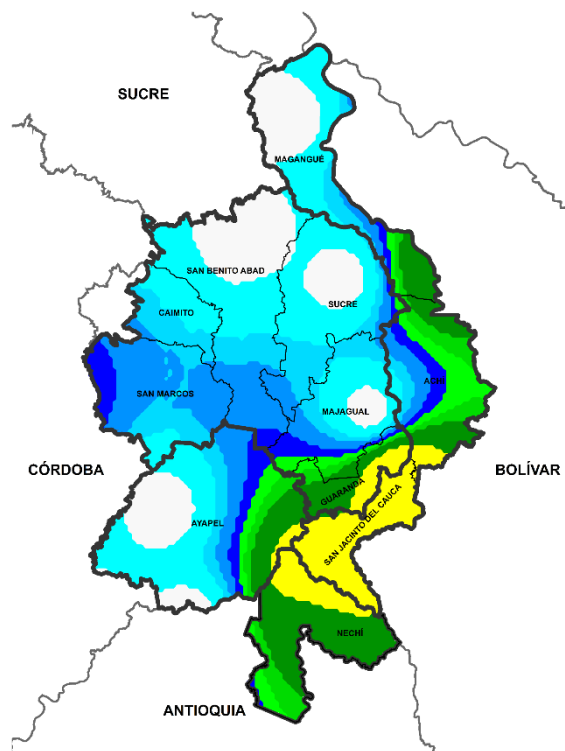 SUCRE
MAGANGUÉ
SAN BENITO ABAD
SUCRE
CAIMITO
ACHÍ
SAN MARCOS
MAJAGUAL
CÓRDOBA
BOLÍVAR
GUARANDA
AYAPEL
SAN JACINTO DEL CAUCA
NECHÍ
ANTIOQUIA